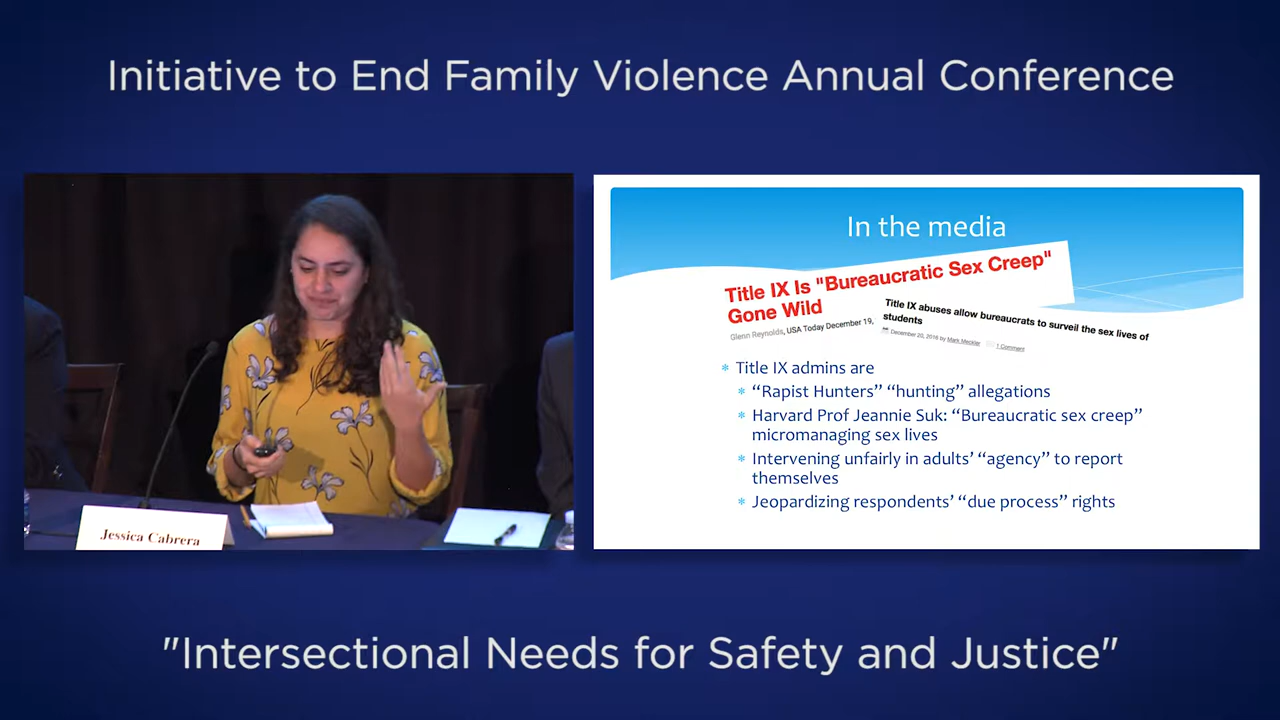 Initiative to End Family Violence Annual Conference
In the media
Title IX Is "Bureaucratic Sex Creep"
Gone Wild
Glenn Reynolds, USA Today December 19,
Title IX abuses allow bureaucrats to surveil the sex lives of
students
December 20, 2016 by Mark Meckler 1 Comment
* Title IX admins are
* “Rapist Hunters” “hunting” allegations
* Harvard Prof Jeannie Suk: “Bureaucratic sex creep”
micromanaging sex lives
* Intervening unfairly in adults’ “agency” to report
themselves
* Jeopardizing respondents’ “due process” rights
Jessica Cabrera
"Intersectional Needs for Safety and Justice"